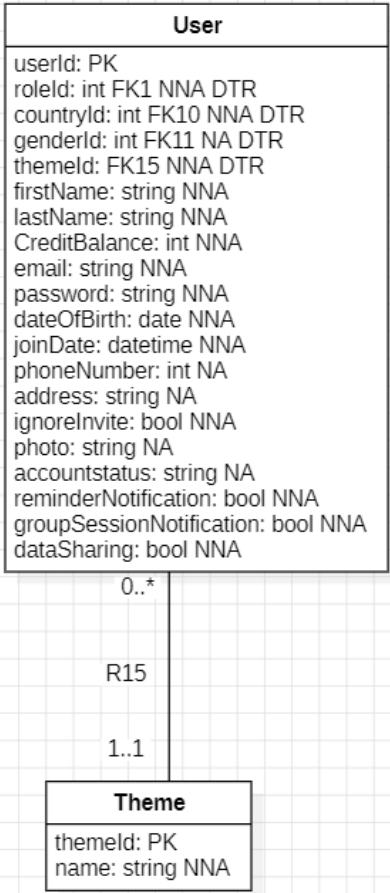 User
userId: PK
roleId: int FK1 NNA DTR
countryId: int FK10 NNA DTR
genderId: int FK11 NA DTR
themeId: FK15 NNA DTR
firstName: string NNA
lastName: string NNA
CreditBalance: int NNA
email: string NNA
password: string NNA
dateOfBirth: date NNA
joinDate: datetime NNA
phoneNumber: int NA
address: string NA
ignoreInvite: bool NNA
photo: string NA
accountstatus: string NA
reminderNotification: bool NNA
groupSessionNotification: bool NNA
dataSharing: bool NNA
0..*
R15
1..1
Theme
themeId: PK
name: string NNA